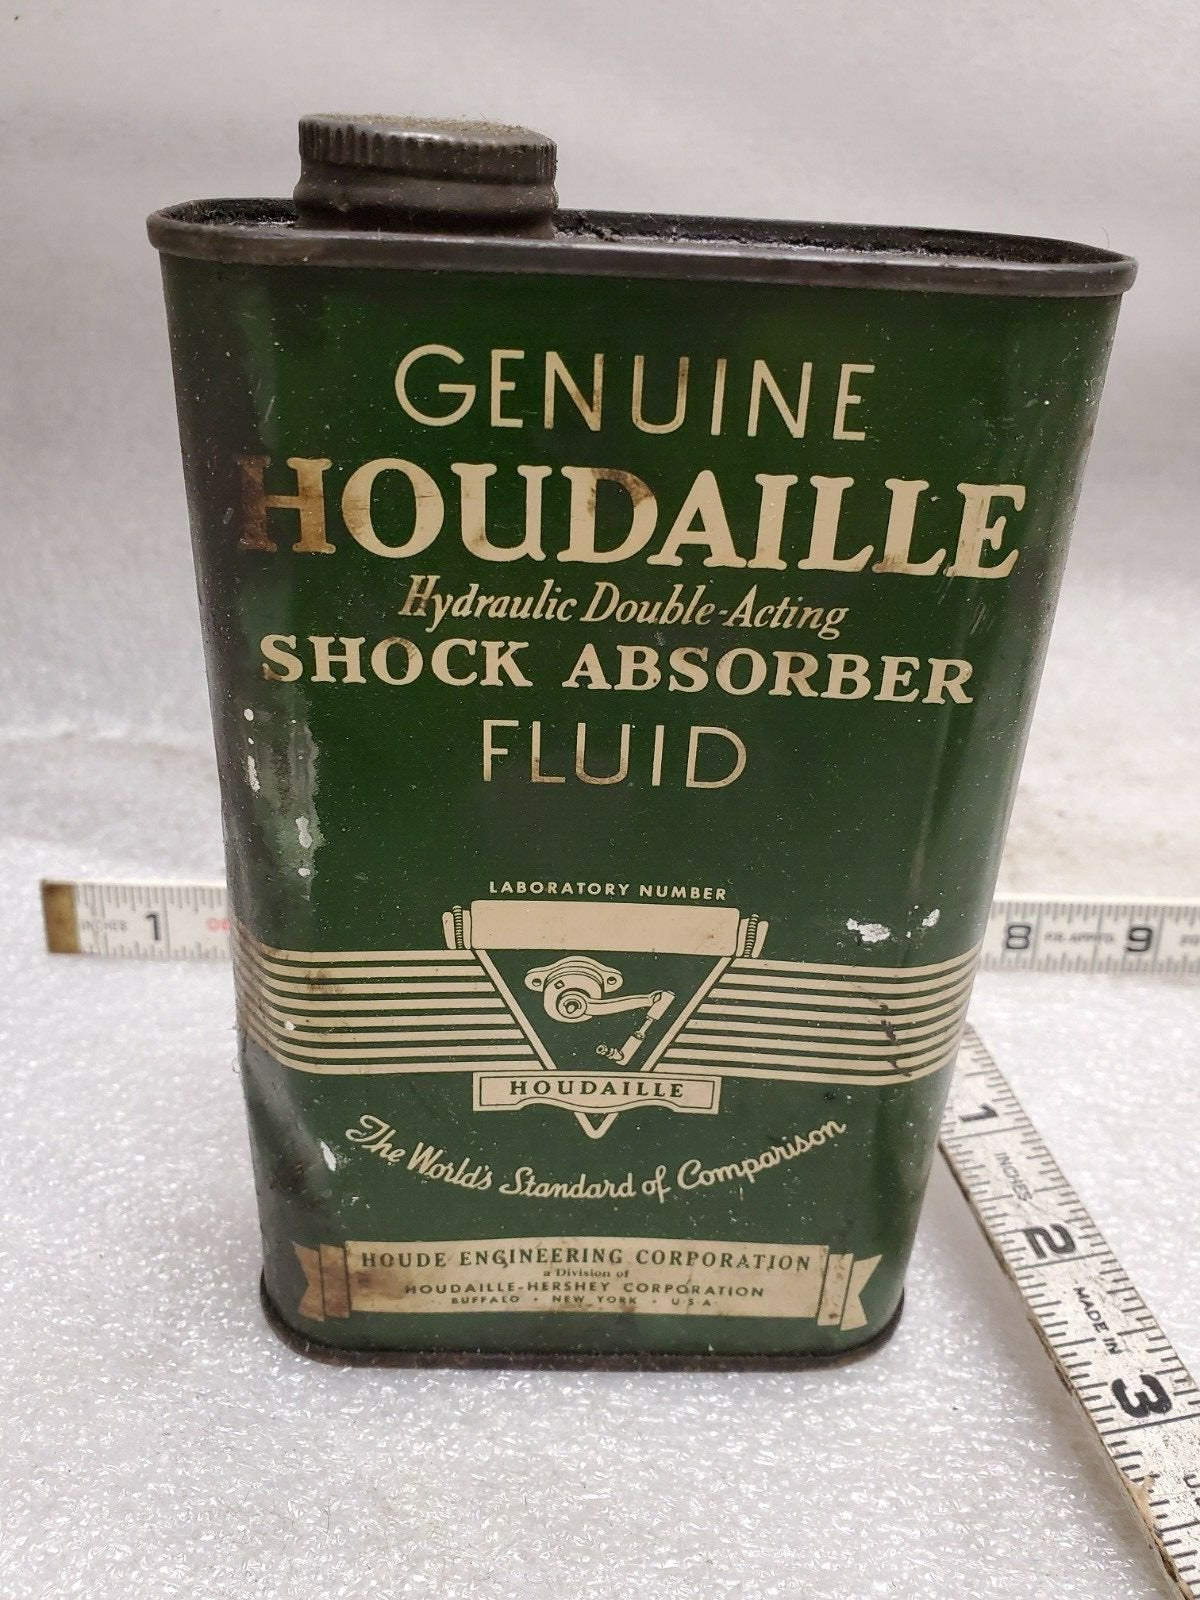 GENUINE
HOUDAILLE
Hydraulic Double-Acting
SHOCK ABSORBER
FLUID
LABORATORY NUMBER
HOUDAILLE
The World's Standard of Comparison
HOUDE ENGINEERING CORPORATION
a Division of
HOUDAILLE-HERSHEY CORPORATION
BUFFALO • NEW YORK • U.S.A.
INCHES 1
8 9
1 INCHES 2 MADE IN 3 U.S